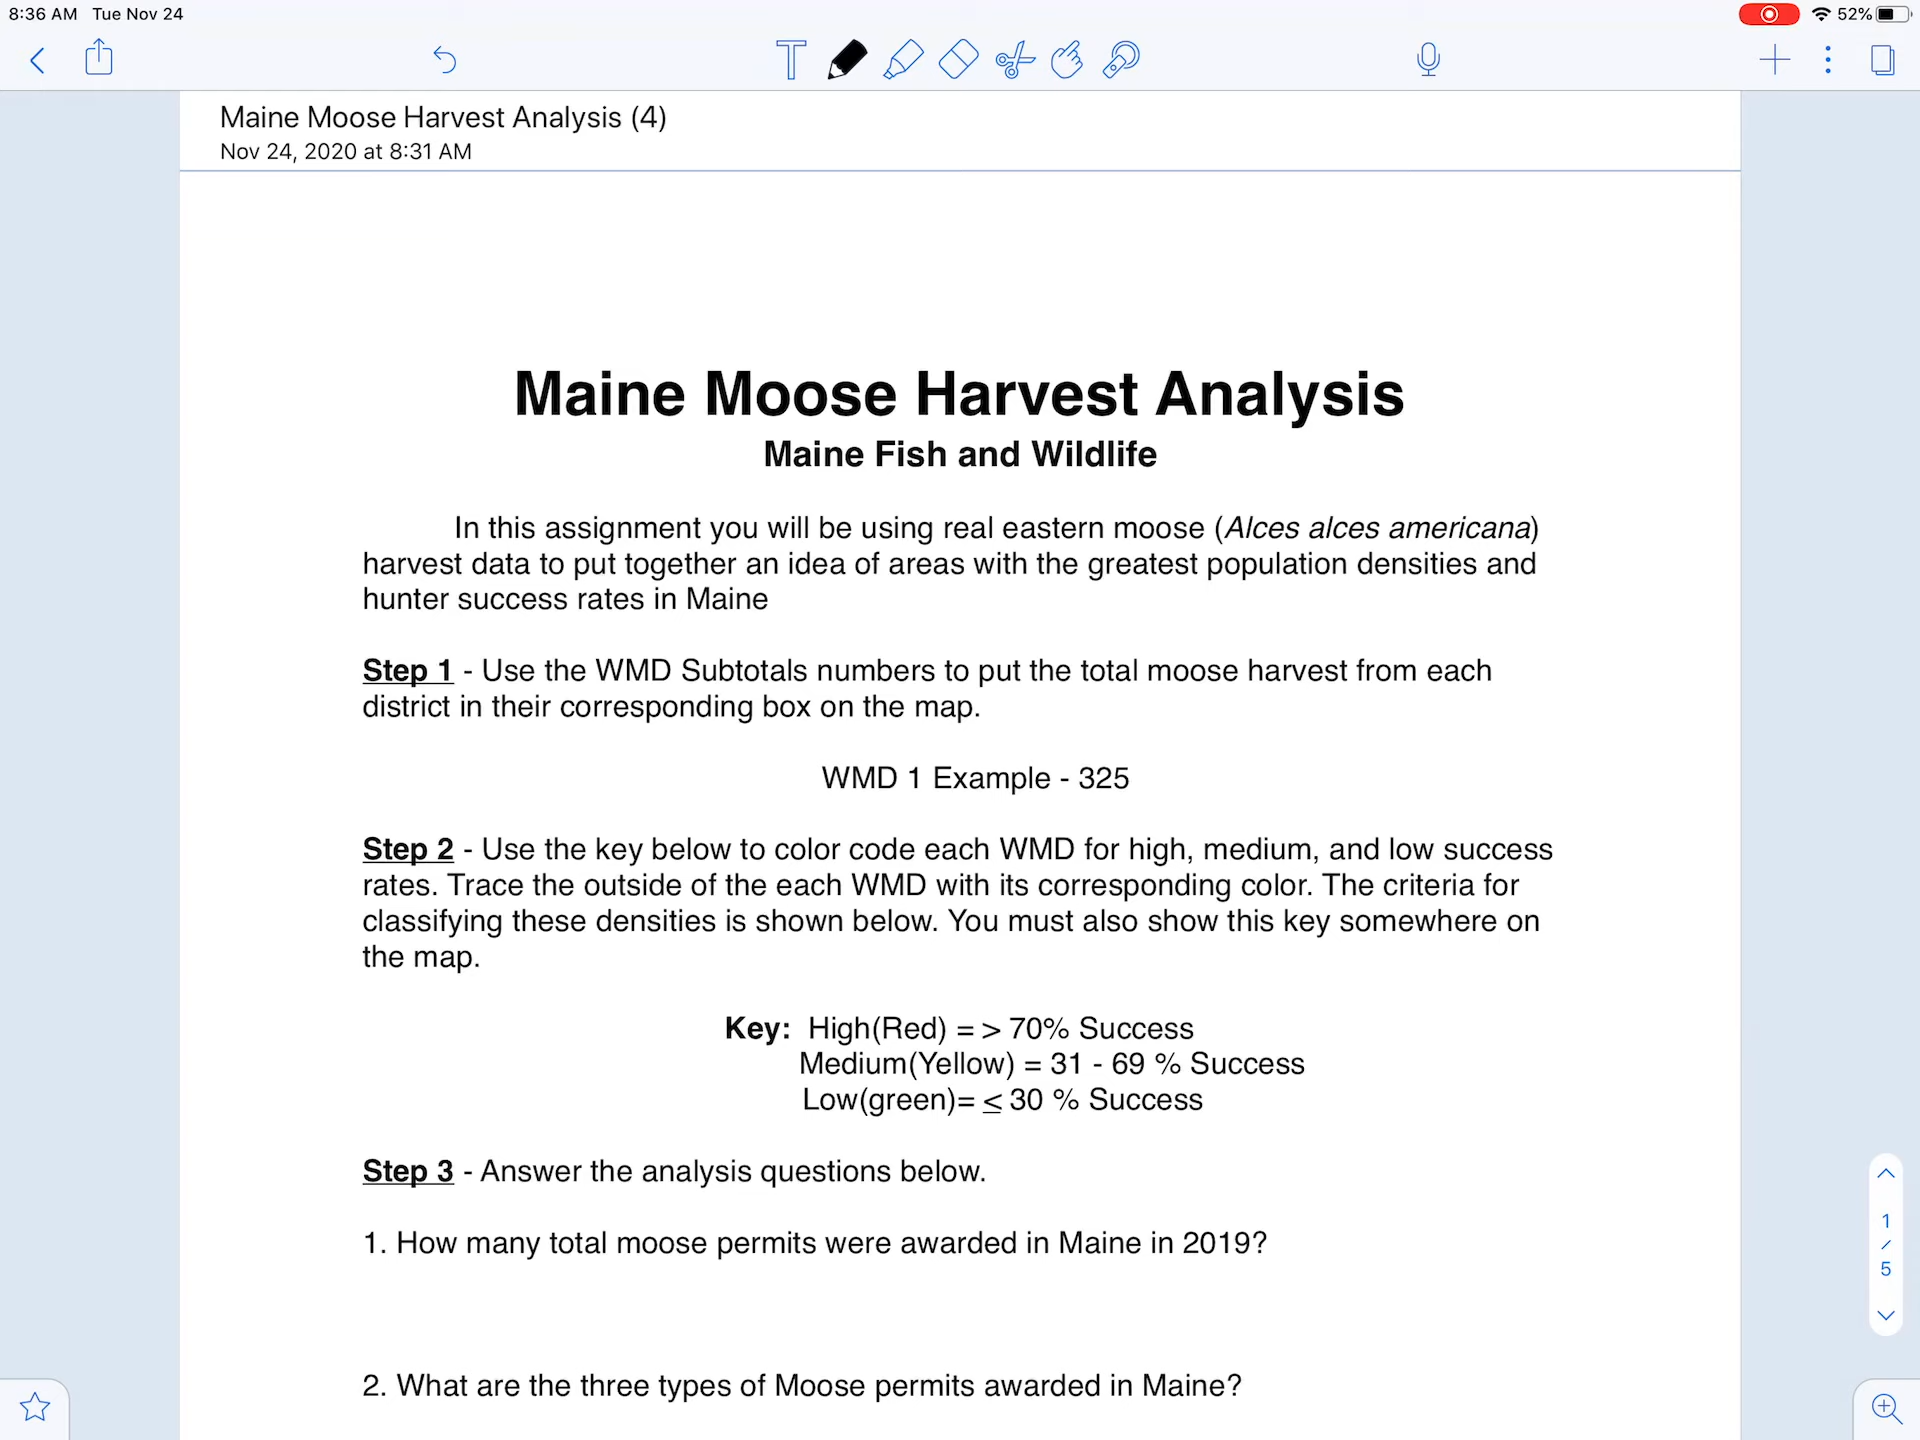 8:36 AM Tue Nov 24
52%
Maine Moose Harvest Analysis (4)
Nov 24, 2020 at 8:31 AM
Maine Moose Harvest Analysis
Maine Fish and Wildlife
In this assignment you will be using real eastern moose (Alces alces americana)
harvest data to put together an idea of areas with the greatest population densities and
hunter success rates in Maine
Step 1 - Use the WMD Subtotals numbers to put the total moose harvest from each
district in their corresponding box on the map.
WMD 1 Example - 325
Step 2 - Use the key below to color code each WMD for high, medium, and low success
rates. Trace the outside of the each WMD with its corresponding color. The criteria for
classifying these densities is shown below. You must also show this key somewhere on
the map.
Key: High(Red) = > 70% Success
Medium(Yellow) = 31 - 69 % Success
Low(green)= ≤ 30 % Success
Step 3 - Answer the analysis questions below.
1. How many total moose permits were awarded in Maine in 2019?
2. What are the three types of Moose permits awarded in Maine?
1
/
5